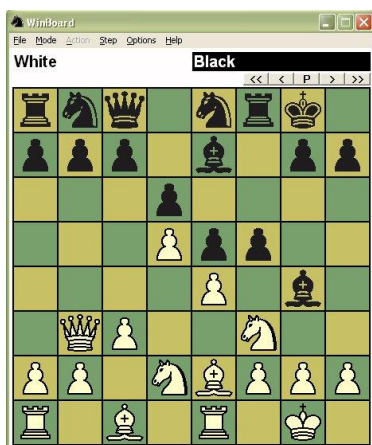 WinBoard
File Mode Action Step Options Help
White Black
<< < P > >>